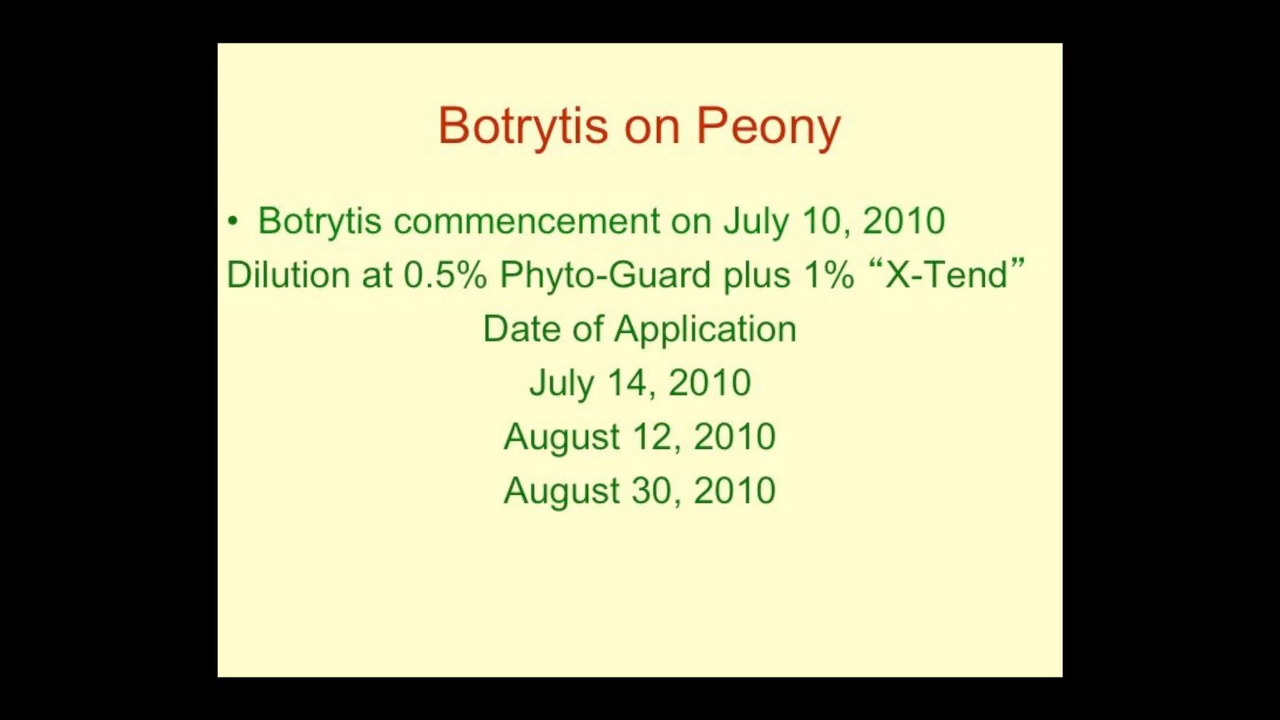 Botrytis on Peony
• Botrytis commencement on July 10, 2010
Dilution at 0.5% Phyto-Guard plus 1% “X-Tend”
Date of Application
July 14, 2010
August 12, 2010
August 30, 2010